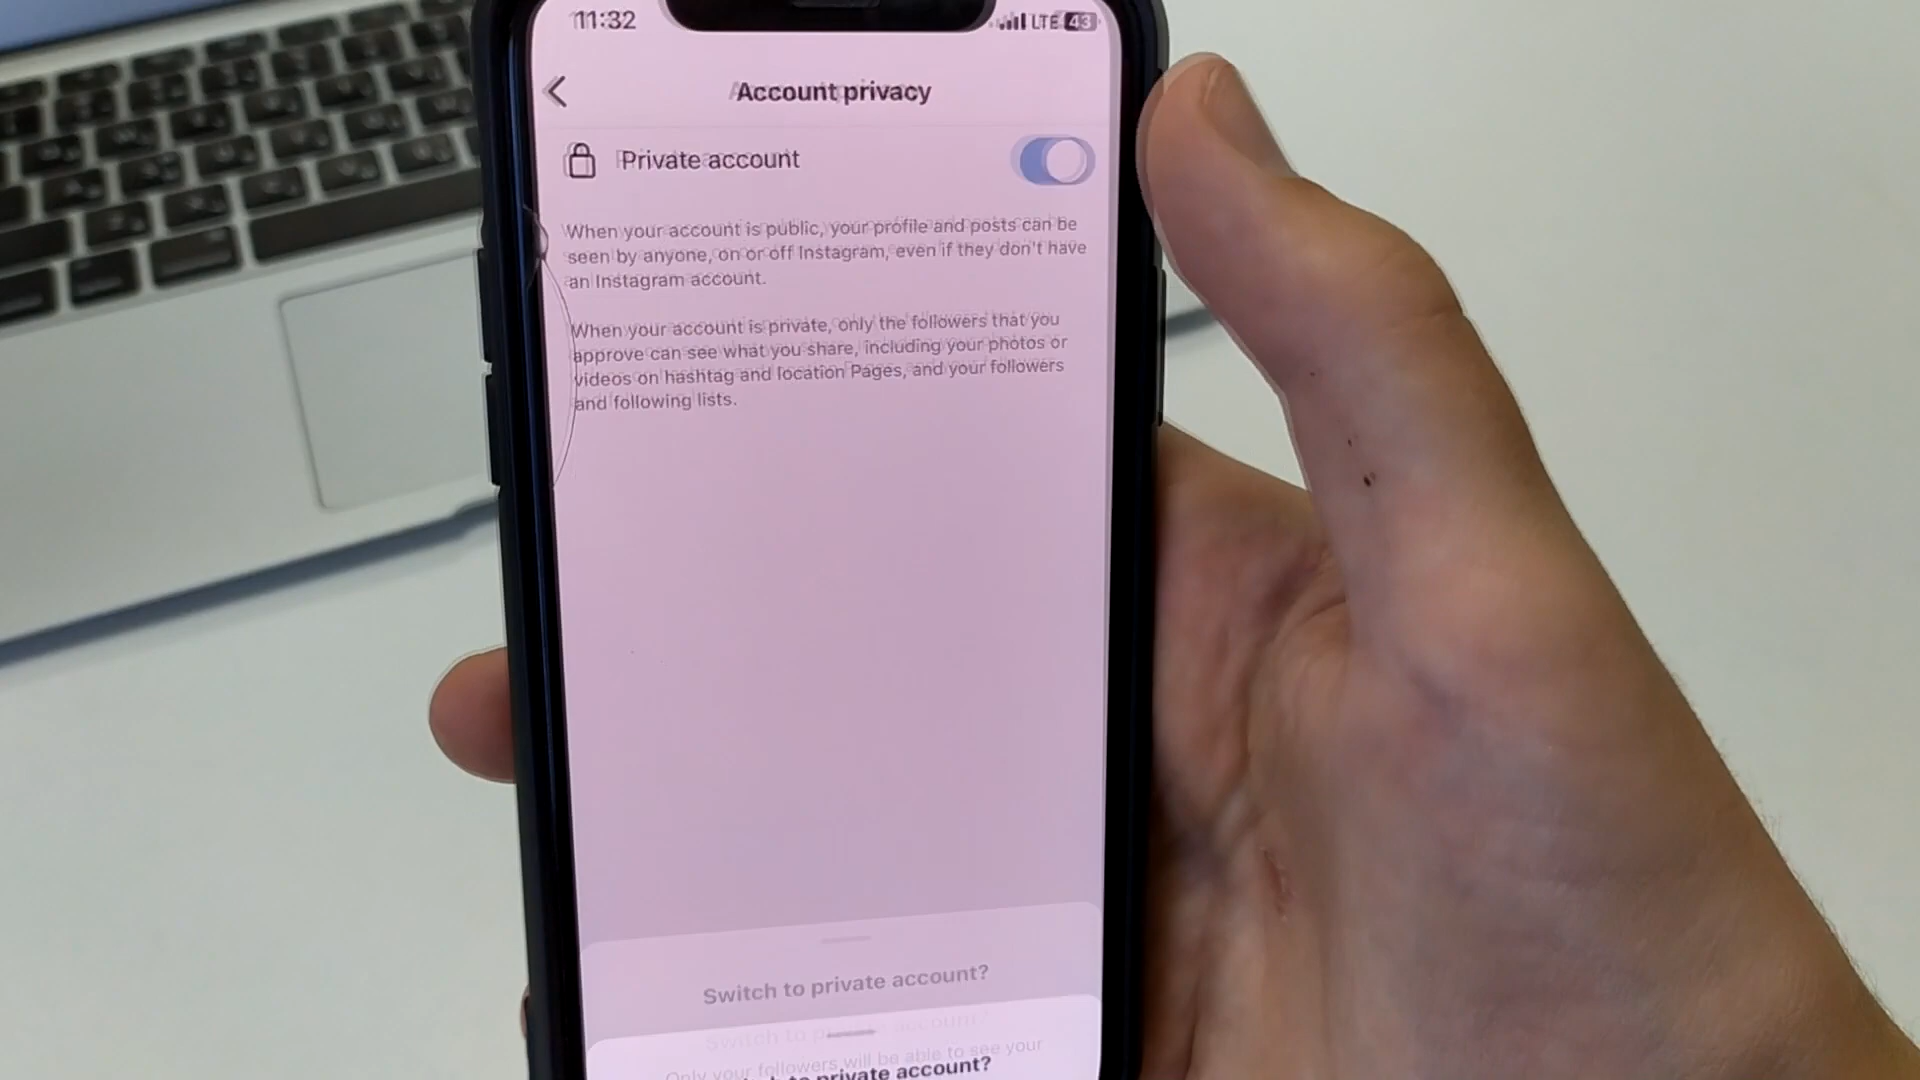 11:32
LTE 43
Account privacy
Private account
When your account is public, your profile and posts can be
seen by anyone, on or off Instagram, even if they don't have
an Instagram account.
When your account is private, only the followers that you
approve can see what you share, including your photos or
videos on hashtag and location Pages, and your followers
and following lists.
Switch to private account?
Switch to private account?
Only your followers will be able to see your
to private account?